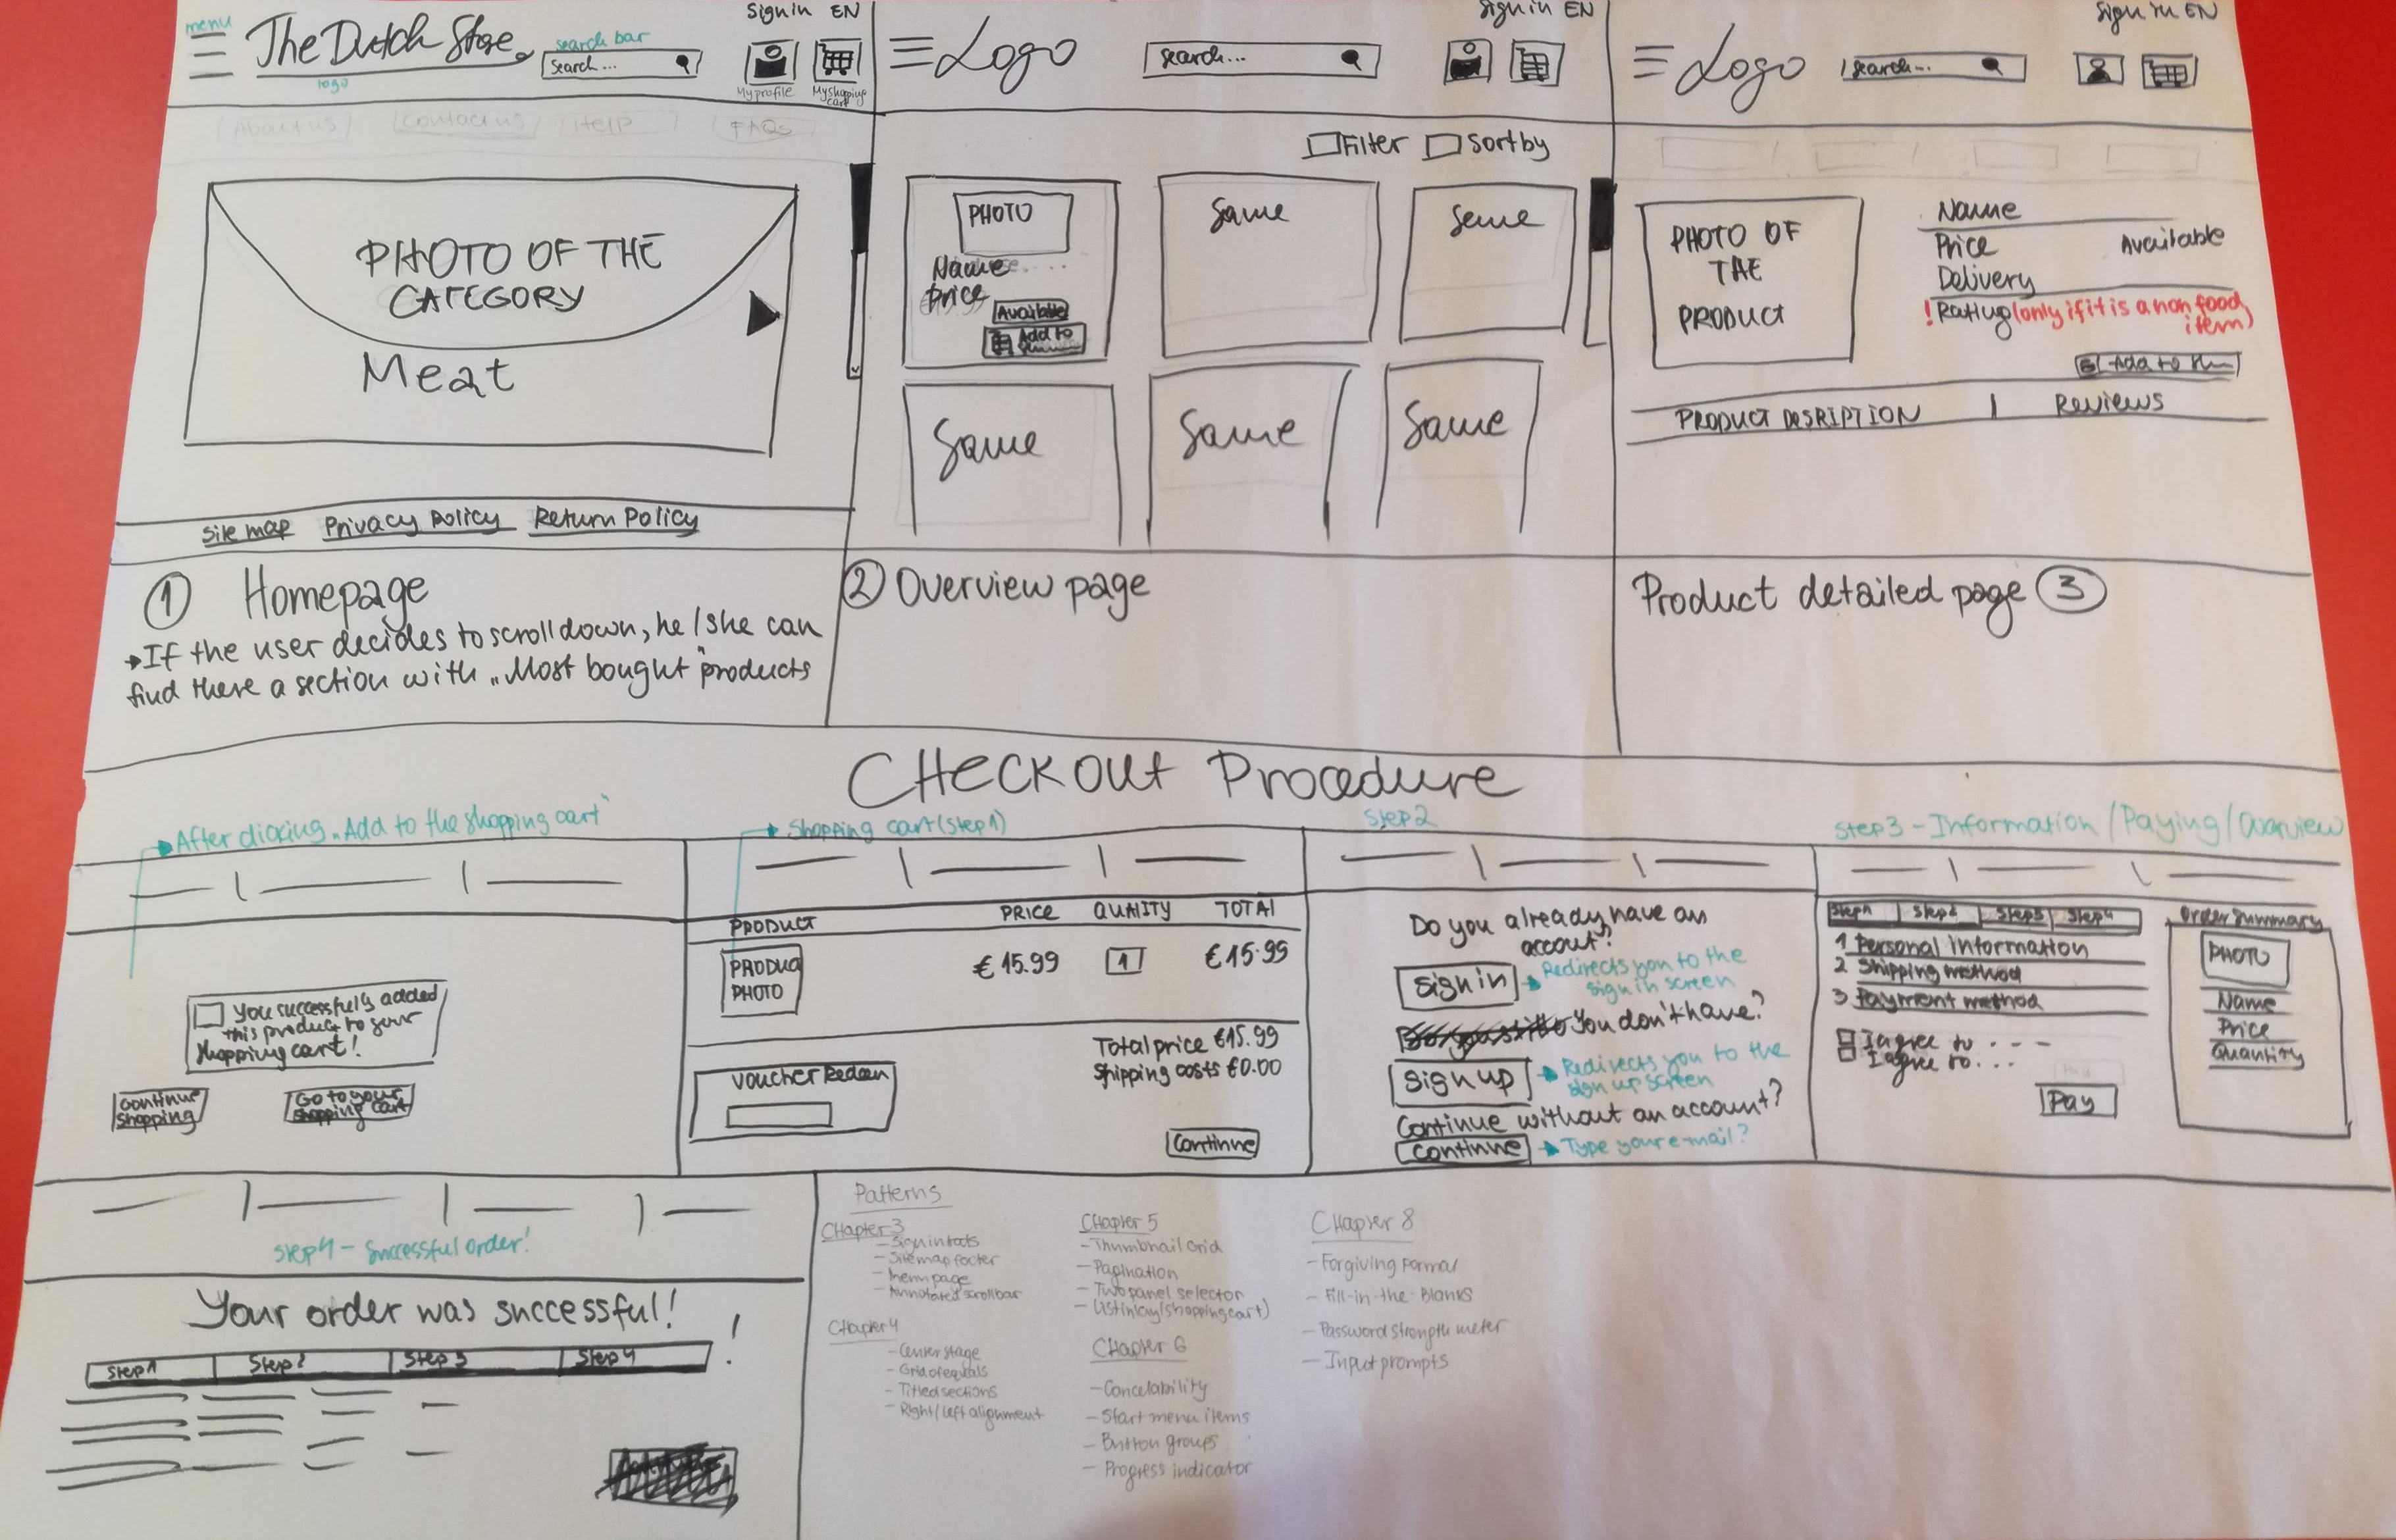 menu
The Dutch Store
logo
search bar
Search...
Sign in EN
My profile
My shopping cart
About us
Contact us
Help
FAQs
PHOTO OF THE
CATEGORY
Meat
Site map Privacy Policy Return Policy
Logo
search...
Sign in EN
Filter Sort by
PHOTO
Name
Price
Available
Add to
Same
Same
Same
Same
Same
Logo
search...
Sign in EN
PHOTO OF
THE
PRODUCT
Name
Price Available
Delivery
! Rating (only if it is a non food
item)
Add to
PRODUCT DESRIPTION | Reviews
1 Homepage
If the user decides to scroll down, he/she can
find there a section with „Most bought" products
2 Overview page
Product detailed page 3
CHECKOUT Procedure
After clicking „Add to the shopping cart"
You successfully added
this product to your
shopping cart!
Continue
shopping
Go to your
shopping cart
Shopping cart (Step 1)
PRODUCT PRICE QUANITY TOTAL
PRODUCT
PHOTO
€15.99 1 €15.99
Total price €15.99
Shipping costs €0.00
Voucher Redeen
Continue
Step 2
Do you already have an
accout?
Sign in
Redirects you to the
sign in screen
You don't have?
Sign up
Redirects you to the
sign up screen
Continue without an account?
Continue
Type your e-mail?
Step 3 - Information / Paying / Overview
Step 1 Step 2 Step 3 Step 4
1 Personal information
2 Shipping method
3 Payment method
I agree to ...
I agree to...
Pay
Order Summary
PHOTO
Name
Price
Quantity
Step 4 - Successful order!
Your order was successful!
Step 1 Step 2 Step 3 Step 4
!
Patterns
CHapter 3
- Sign in tools
- Sitemap footer
- Menu page
- Annotated scrollbar
CHapter 4
- Center stage
- Grid of equals
- Titled sections
- Right/Left alignment
CHapter 5
- Thumbnail Grid
- Pagination
- Two panel selector
- List inlay (shopping cart)
CHapter 6
- Cancelability
- Start menu items
- Button groups
- Progress indicator
CHapter 8
- Forgiving Format
- Fill-in-the-Blanks
- Password strength meter
- Input prompts